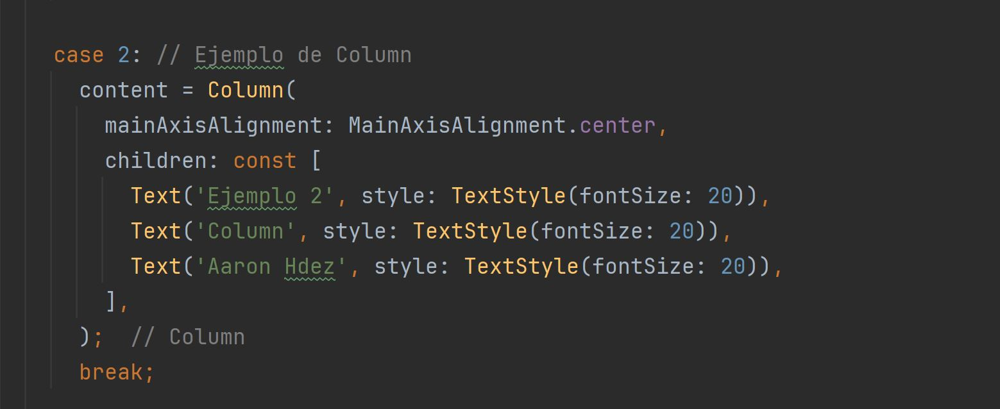 case 2: // Ejemplo de Column
content = Column(
mainAxisAlignment: MainAxisAlignment.center,
children: const [
Text('Ejemplo 2', style: TextStyle(fontSize: 20)),
Text('Column', style: TextStyle(fontSize: 20)),
Text('Aaron Hdez', style: TextStyle(fontSize: 20)),
],
); // Column
break;